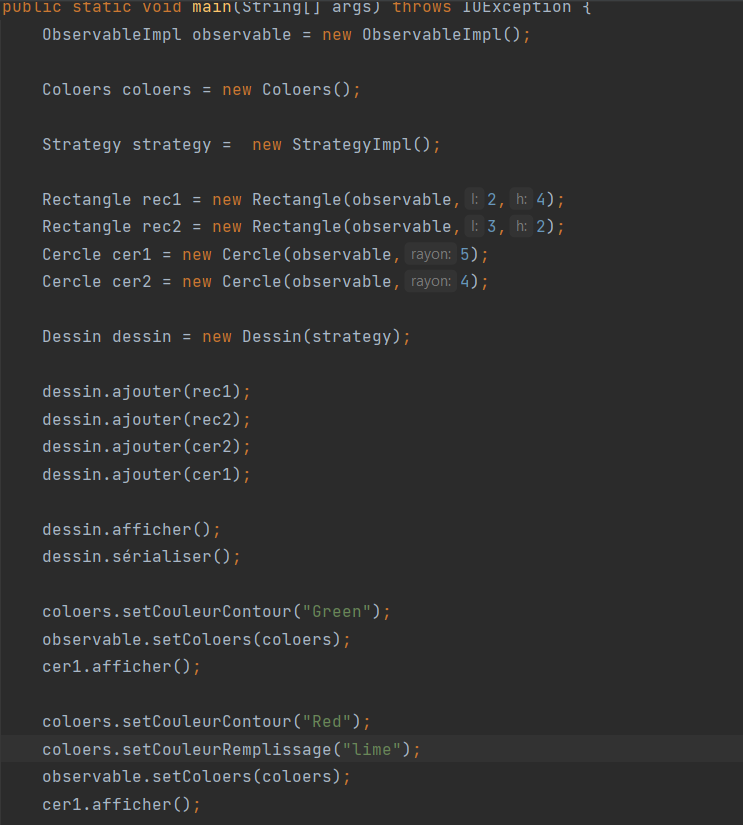 public static void main(String[] args) throws IOException {
ObservableImpl observable = new ObservableImpl();
Coloers coloers = new Coloers();
Strategy strategy =  new StrategyImpl();
Rectangle rec1 = new Rectangle(observable, l: 2, h: 4);
Rectangle rec2 = new Rectangle(observable, l: 3, h: 2);
Cercle cer1 = new Cercle(observable, rayon: 5);
Cercle cer2 = new Cercle(observable, rayon: 4);
Dessin dessin = new Dessin(strategy);
dessin.ajouter(rec1);
dessin.ajouter(rec2);
dessin.ajouter(cer2);
dessin.ajouter(cer1);
dessin.afficher();
dessin.sérialiser();
coloers.setCouleurContour("Green");
observable.setColoers(coloers);
cer1.afficher();
coloers.setCouleurContour("Red");
coloers.setCouleurRemplissage("lime");
observable.setColoers(coloers);
cer1.afficher();